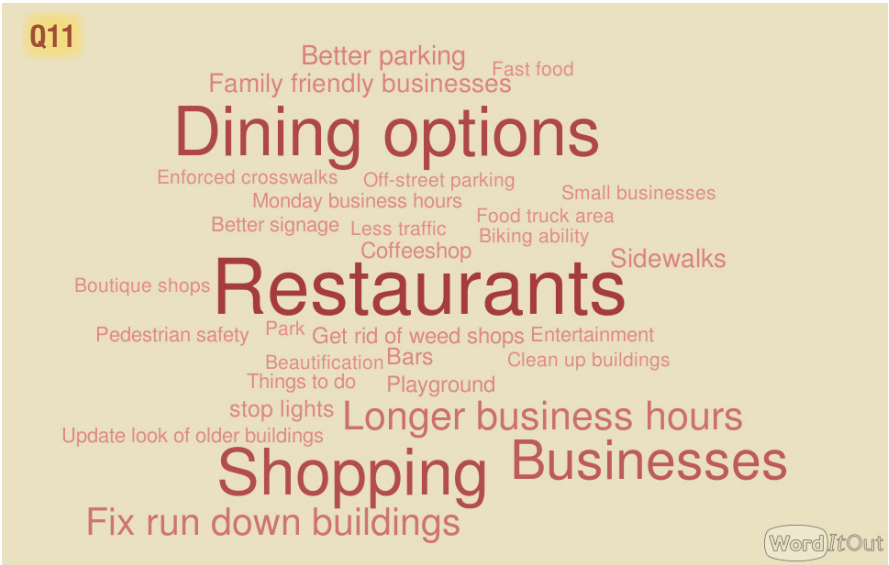 Q11
Better parking
Fast food
Family friendly businesses
Dining options
Enforced crosswalks
Off-street parking
Small businesses
Monday business hours
Food truck area
Better signage
Less traffic
Biking ability
Coffeeshop
Sidewalks
Boutique shops
Restaurants
Pedestrian safety
Park
Get rid of weed shops
Entertainment
Beautification
Bars
Clean up buildings
Things to do
Playground
stop lights
Longer business hours
Update look of older buildings
Shopping
Businesses
Fix run down buildings
WordItOut